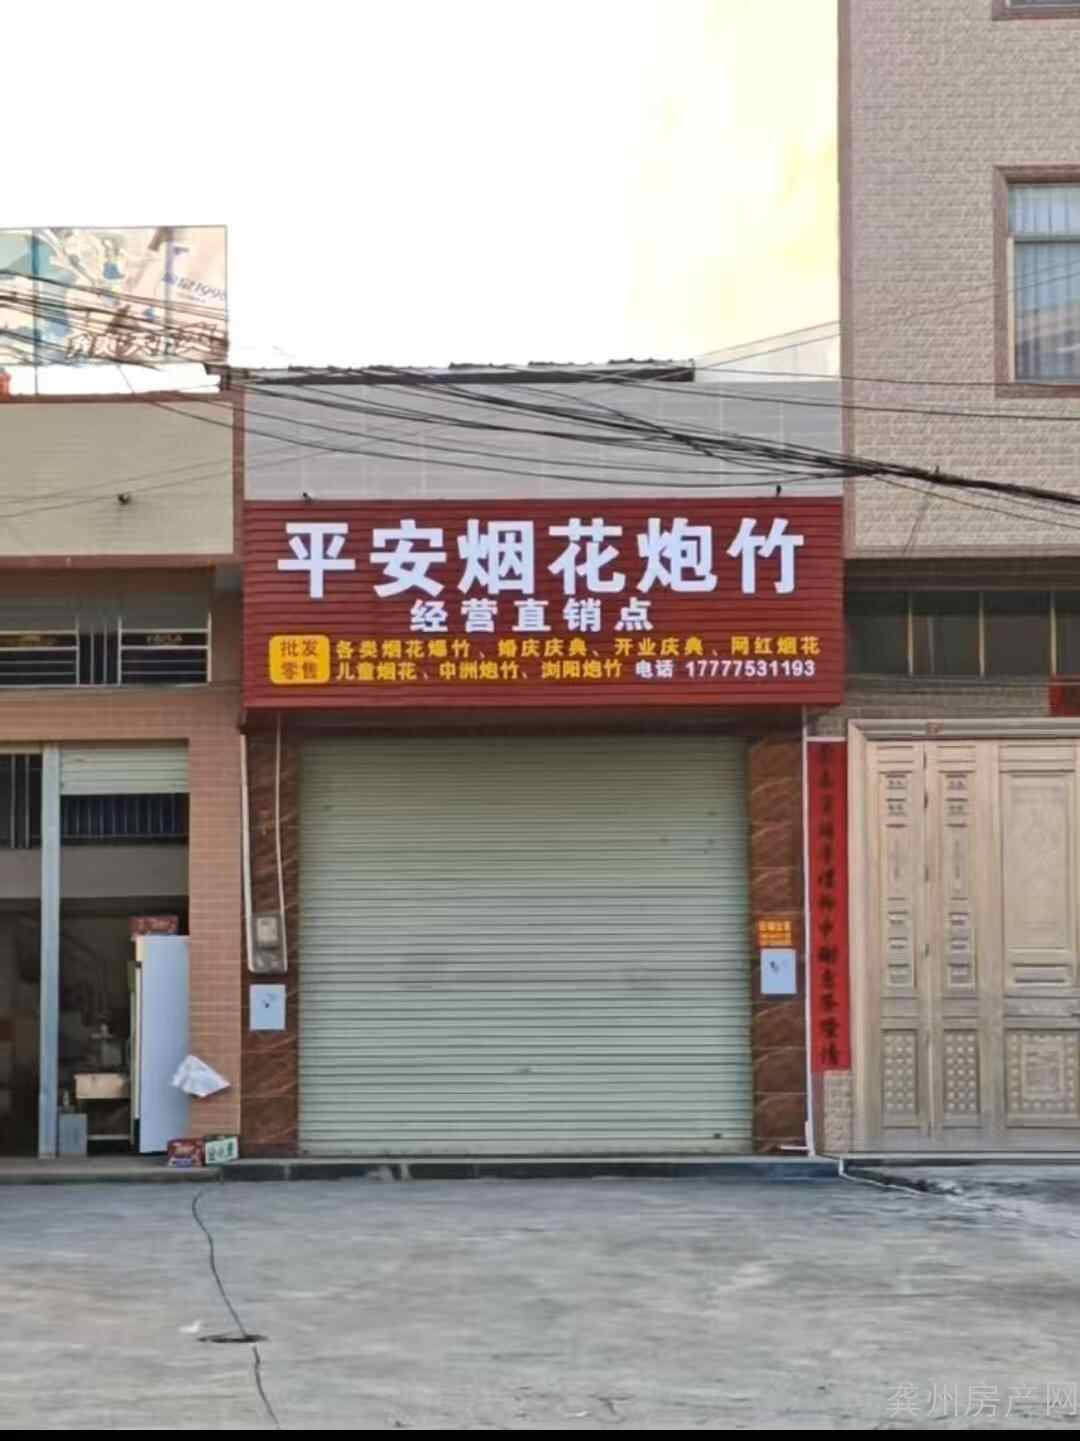 平安烟花炮竹
经营直销点
批发
零售
各类烟花爆竹、婚庆庆典、开业庆典、网红烟花
儿童烟花、中洲炮竹、浏阳炮竹 电话 17777531193
龚州房产网